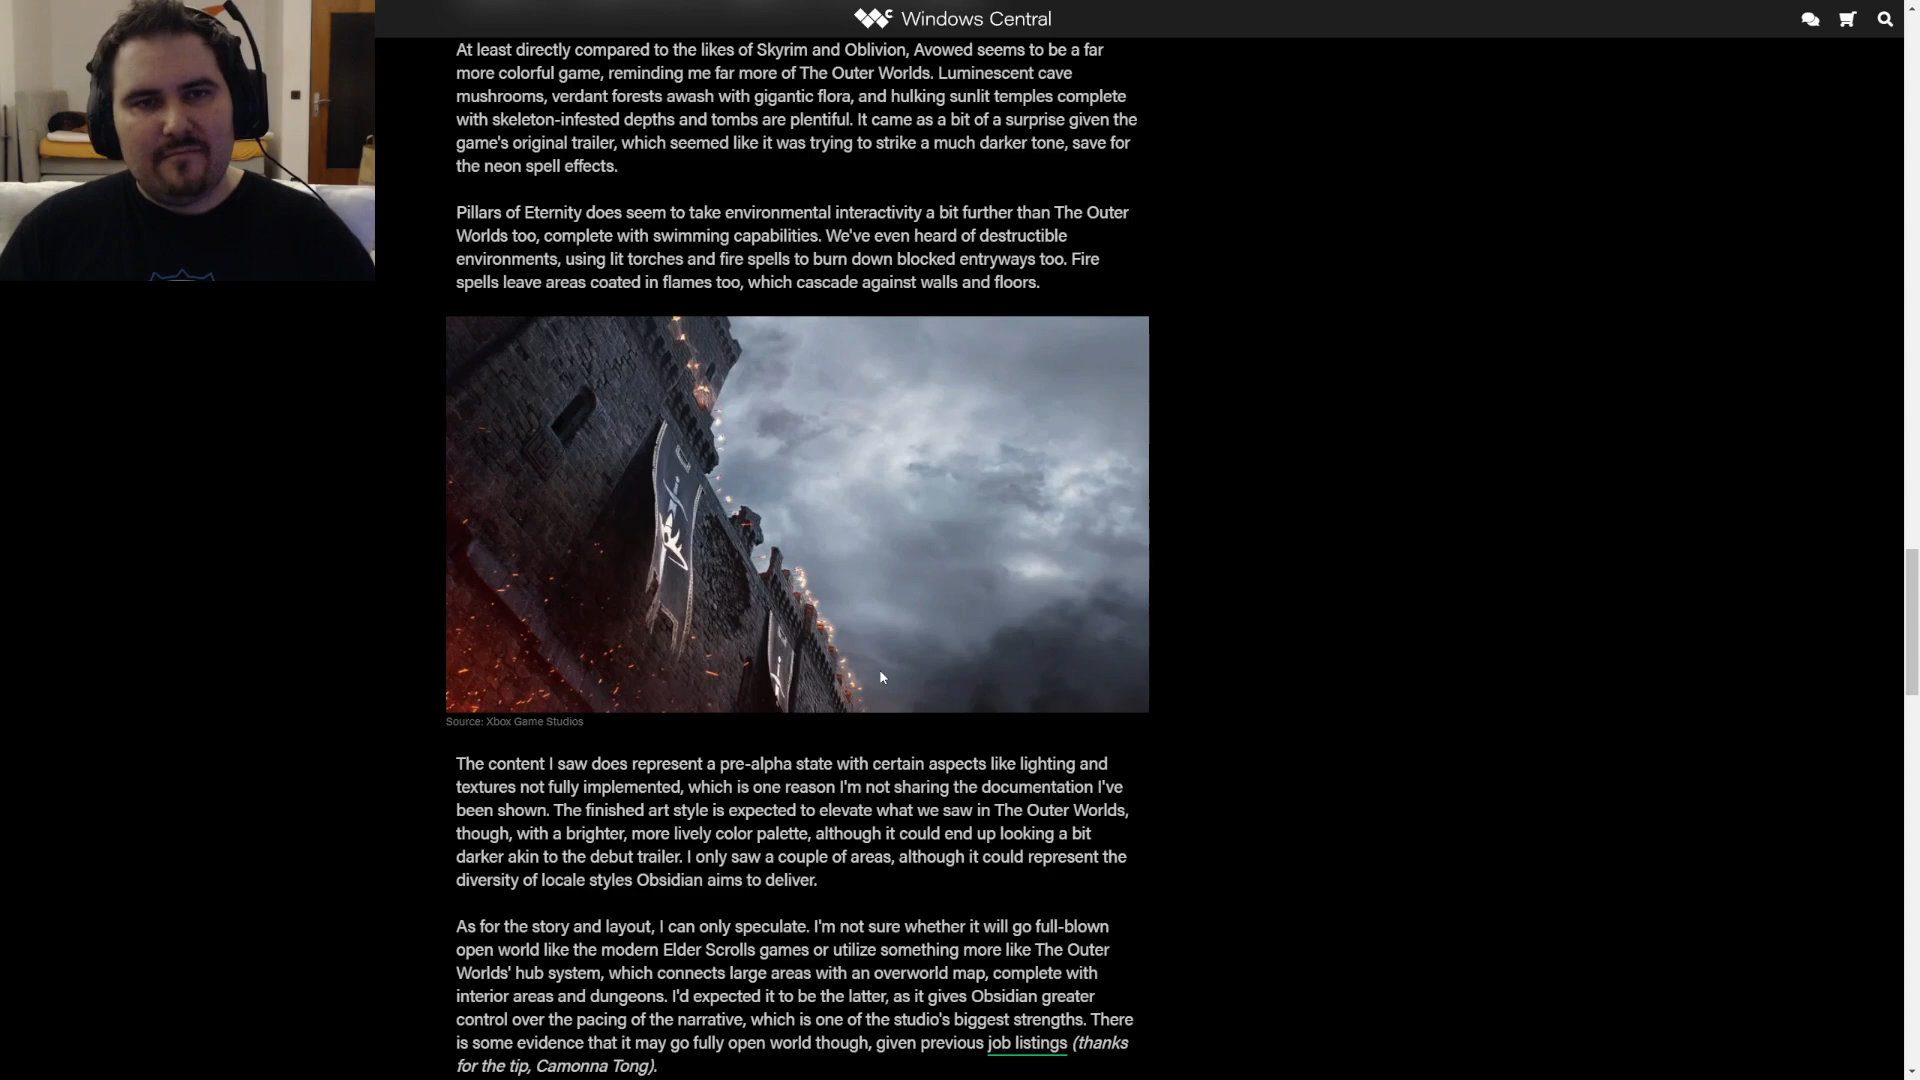 Windows Central
At least directly compared to the likes of Skyrim and Oblivion, Avowed seems to be a far
more colorful game, reminding me far more of The Outer Worlds. Luminescent cave
mushrooms, verdant forests awash with gigantic flora, and hulking sunlit temples complete
with skeleton-infested depths and tombs are plentiful. It came as a bit of a surprise given the
game's original trailer, which seemed like it was trying to strike a much darker tone, save for
the neon spell effects.
Pillars of Eternity does seem to take environmental interactivity a bit further than The Outer
Worlds too, complete with swimming capabilities. We've even heard of destructible
environments, using lit torches and fire spells to burn down blocked entryways too. Fire
spells leave areas coated in flames too, which cascade against walls and floors.
Source: Xbox Game Studios
The content I saw does represent a pre-alpha state with certain aspects like lighting and
textures not fully implemented, which is one reason I'm not sharing the documentation I've
been shown. The finished art style is expected to elevate what we saw in The Outer Worlds,
though, with a brighter, more lively color palette, although it could end up looking a bit
darker akin to the debut trailer. I only saw a couple of areas, although it could represent the
diversity of locale styles Obsidian aims to deliver.
As for the story and layout, I can only speculate. I'm not sure whether it will go full-blown
open world like the modern Elder Scrolls games or utilize something more like The Outer
Worlds' hub system, which connects large areas with an overworld map, complete with
interior areas and dungeons. I'd expected it to be the latter, as it gives Obsidian greater
control over the pacing of the narrative, which is one of the studio's biggest strengths. There
is some evidence that it may go fully open world though, given previous job listings (thanks
for the tip, Camonna Tong).